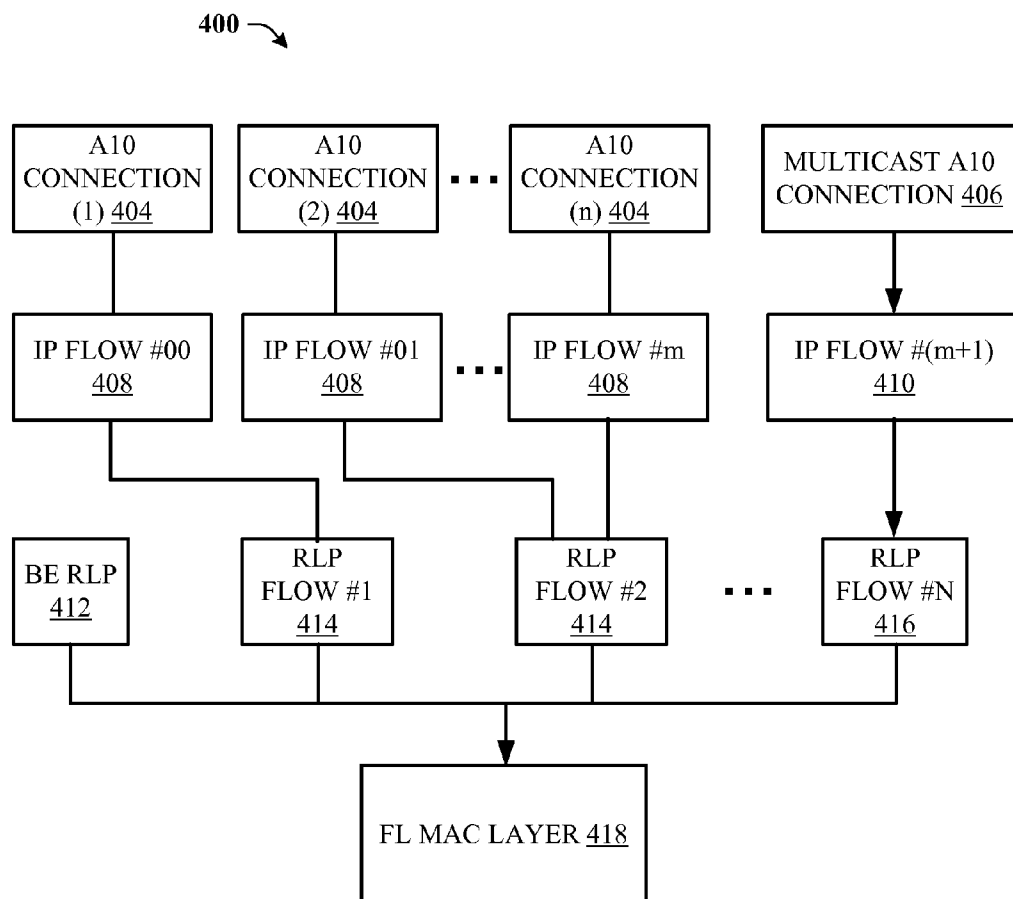 400
A10
CONNECTION
(1) 404
A10
CONNECTION
(2) 404
A10
CONNECTION
(n) 404
MULTICAST A10
CONNECTION 406
IP FLOW #00
408
IP FLOW #01
408
IP FLOW #m
408
IP FLOW #(m+1)
410
BE RLP
412
RLP
FLOW #1
414
RLP
FLOW #2
414
RLP
FLOW #N
416
FL MAC LAYER 418